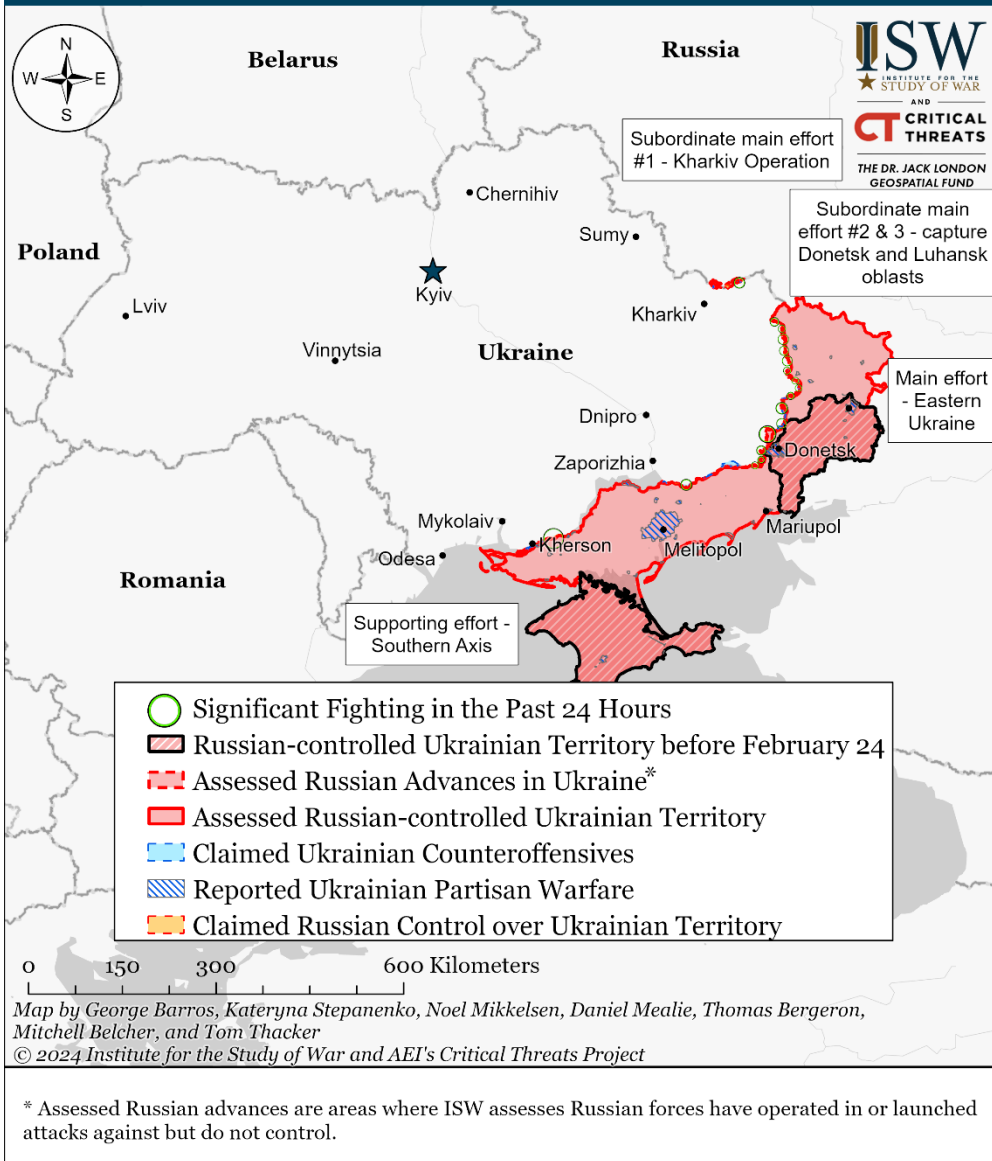 N
W
E
S
Belarus
Russia
ISW
INSTITUTE FOR THE
STUDY OF WAR
AND
CT CRITICAL
THREATS
THE DR. JACK LONDON
GEOSPATIAL FUND
Subordinate main effort
#1 - Kharkiv Operation
Subordinate main
effort #2 & 3 - capture
Donetsk and Luhansk
oblasts
Chernihiv
Sumy
Poland
Kyiv
Lviv
Kharkiv
Vinnytsia
Ukraine
Main effort
- Eastern
Ukraine
Dnipro
Donetsk
Zaporizhia
Mykolaiv
Mariupol
Kherson
Melitopol
Odesa
Romania
Supporting effort -
Southern Axis
Significant Fighting in the Past 24 Hours
Russian-controlled Ukrainian Territory before February 24
Assessed Russian Advances in Ukraine*
Assessed Russian-controlled Ukrainian Territory
Claimed Ukrainian Counteroffensives
Reported Ukrainian Partisan Warfare
Claimed Russian Control over Ukrainian Territory
0 150 300 600 Kilometers
Map by George Barros, Kateryna Stepanenko, Noel Mikkelsen, Daniel Mealie, Thomas Bergeron,
Mitchell Belcher, and Tom Thacker
© 2024 Institute for the Study of War and AEI's Critical Threats Project
* Assessed Russian advances are areas where ISW assesses Russian forces have operated in or launched
attacks against but do not control.